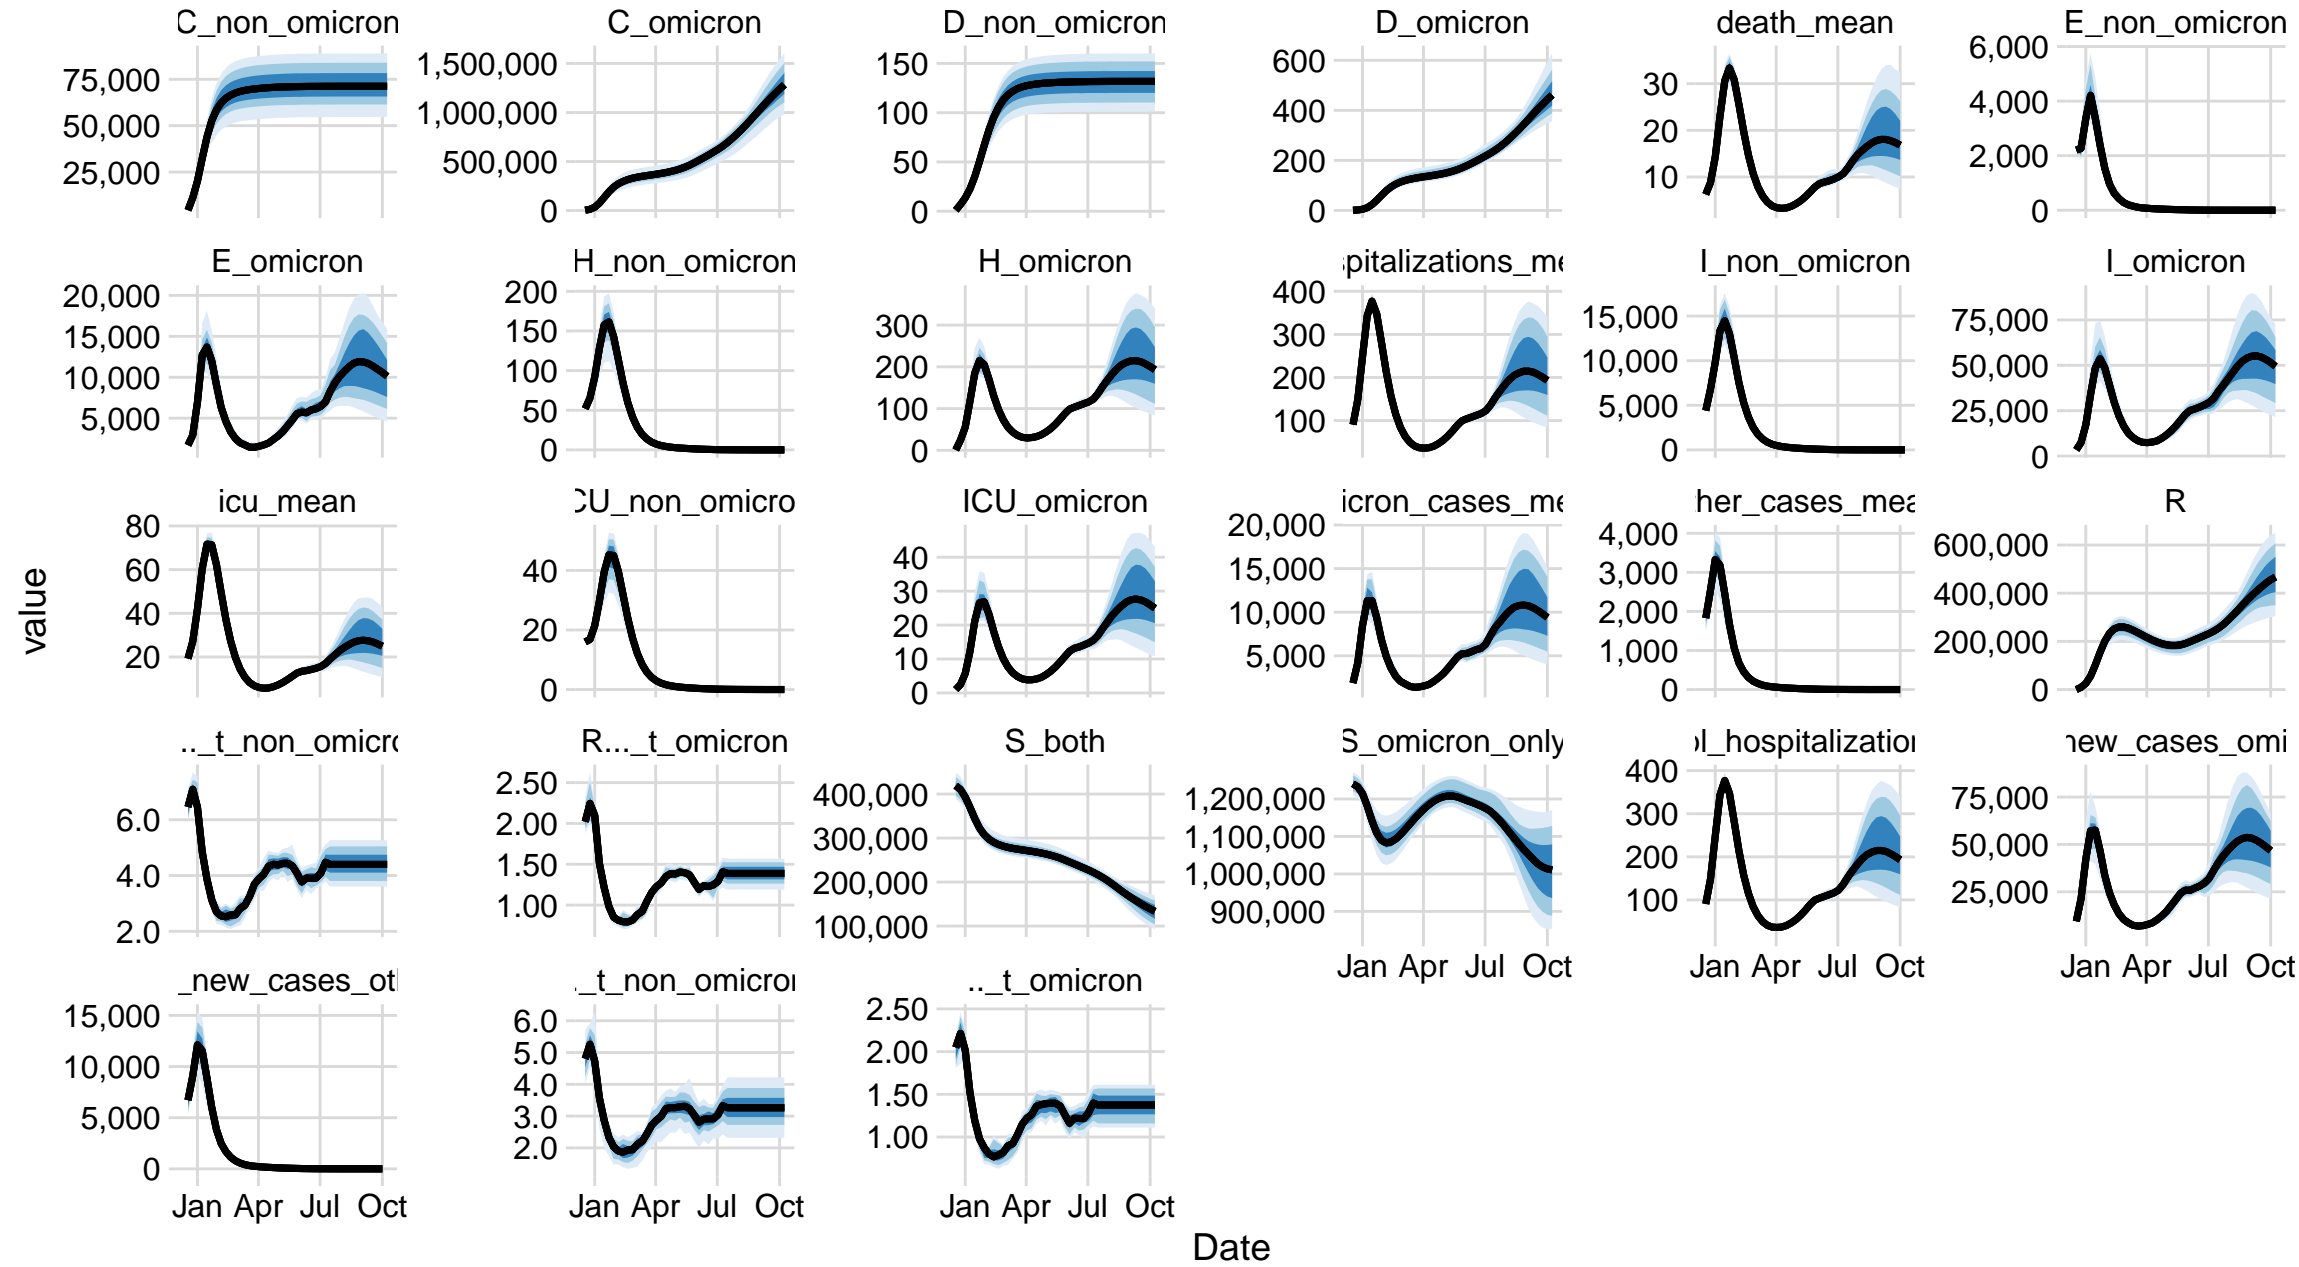 C_non_omicron C_omicron D_non_omicron D_omicron death_mean E_non_omicron
75,000 50,000 25,000
1,500,000 1,000,000 500,000 0
150 100 50 0
600 400 200 0
30 20 10
6,000 4,000 2,000 0
E_omicron H_non_omicron H_omicron spitalizations_me I_non_omicron I_omicron
20,000 15,000 10,000 5,000
200 150 100 50 0
300 200 100 0
400 300 200 100
15,000 10,000 5,000 0
75,000 50,000 25,000 0
icu_mean CU_non_omicro ICU_omicron icron_cases_me her_cases_mea R
80 60 40 20
40 20 0
40 30 20 10 0
20,000 15,000 10,000 5,000
4,000 3,000 2,000 1,000 0
600,000 400,000 200,000 0
.._t_non_omicro R..._t_omicron S_both S_omicron_only ol_hospitalization new_cases_omi
6.0 4.0 2.0
2.50 2.00 1.50 1.00
400,000 300,000 200,000 100,000
1,200,000 1,100,000 1,000,000 900,000
400 300 200 100
75,000 50,000 25,000
Jan Apr Jul Oct
Jan Apr Jul Oct
Jan Apr Jul Oct
_new_cases_oth ._t_non_omicron .._t_omicron
15,000 10,000 5,000 0
6.0 5.0 4.0 3.0 2.0
2.50 2.00 1.50 1.00
Jan Apr Jul Oct
Jan Apr Jul Oct
Jan Apr Jul Oct
value
Date